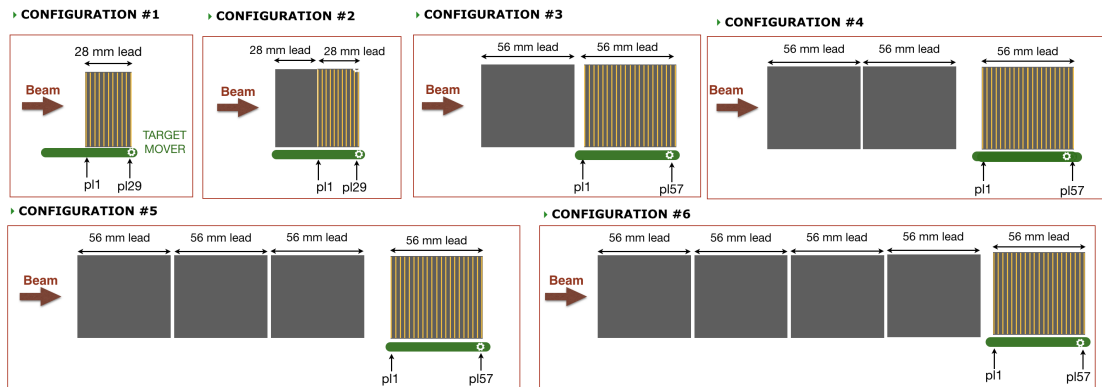 CONFIGURATION #1
28 mm lead
Beam
TARGET
MOVER
pl1
pl29
CONFIGURATION #2
28 mm lead
28 mm lead
Beam
pl1
pl29
CONFIGURATION #3
56 mm lead
56 mm lead
Beam
pl1
pl57
CONFIGURATION #4
56 mm lead
56 mm lead
56 mm lead
Beam
pl1
pl57
CONFIGURATION #5
56 mm lead
56 mm lead
56 mm lead
56 mm lead
Beam
pl1
pl57
CONFIGURATION #6
56 mm lead
56 mm lead
56 mm lead
56 mm lead
56 mm lead
Beam
pl1
pl57